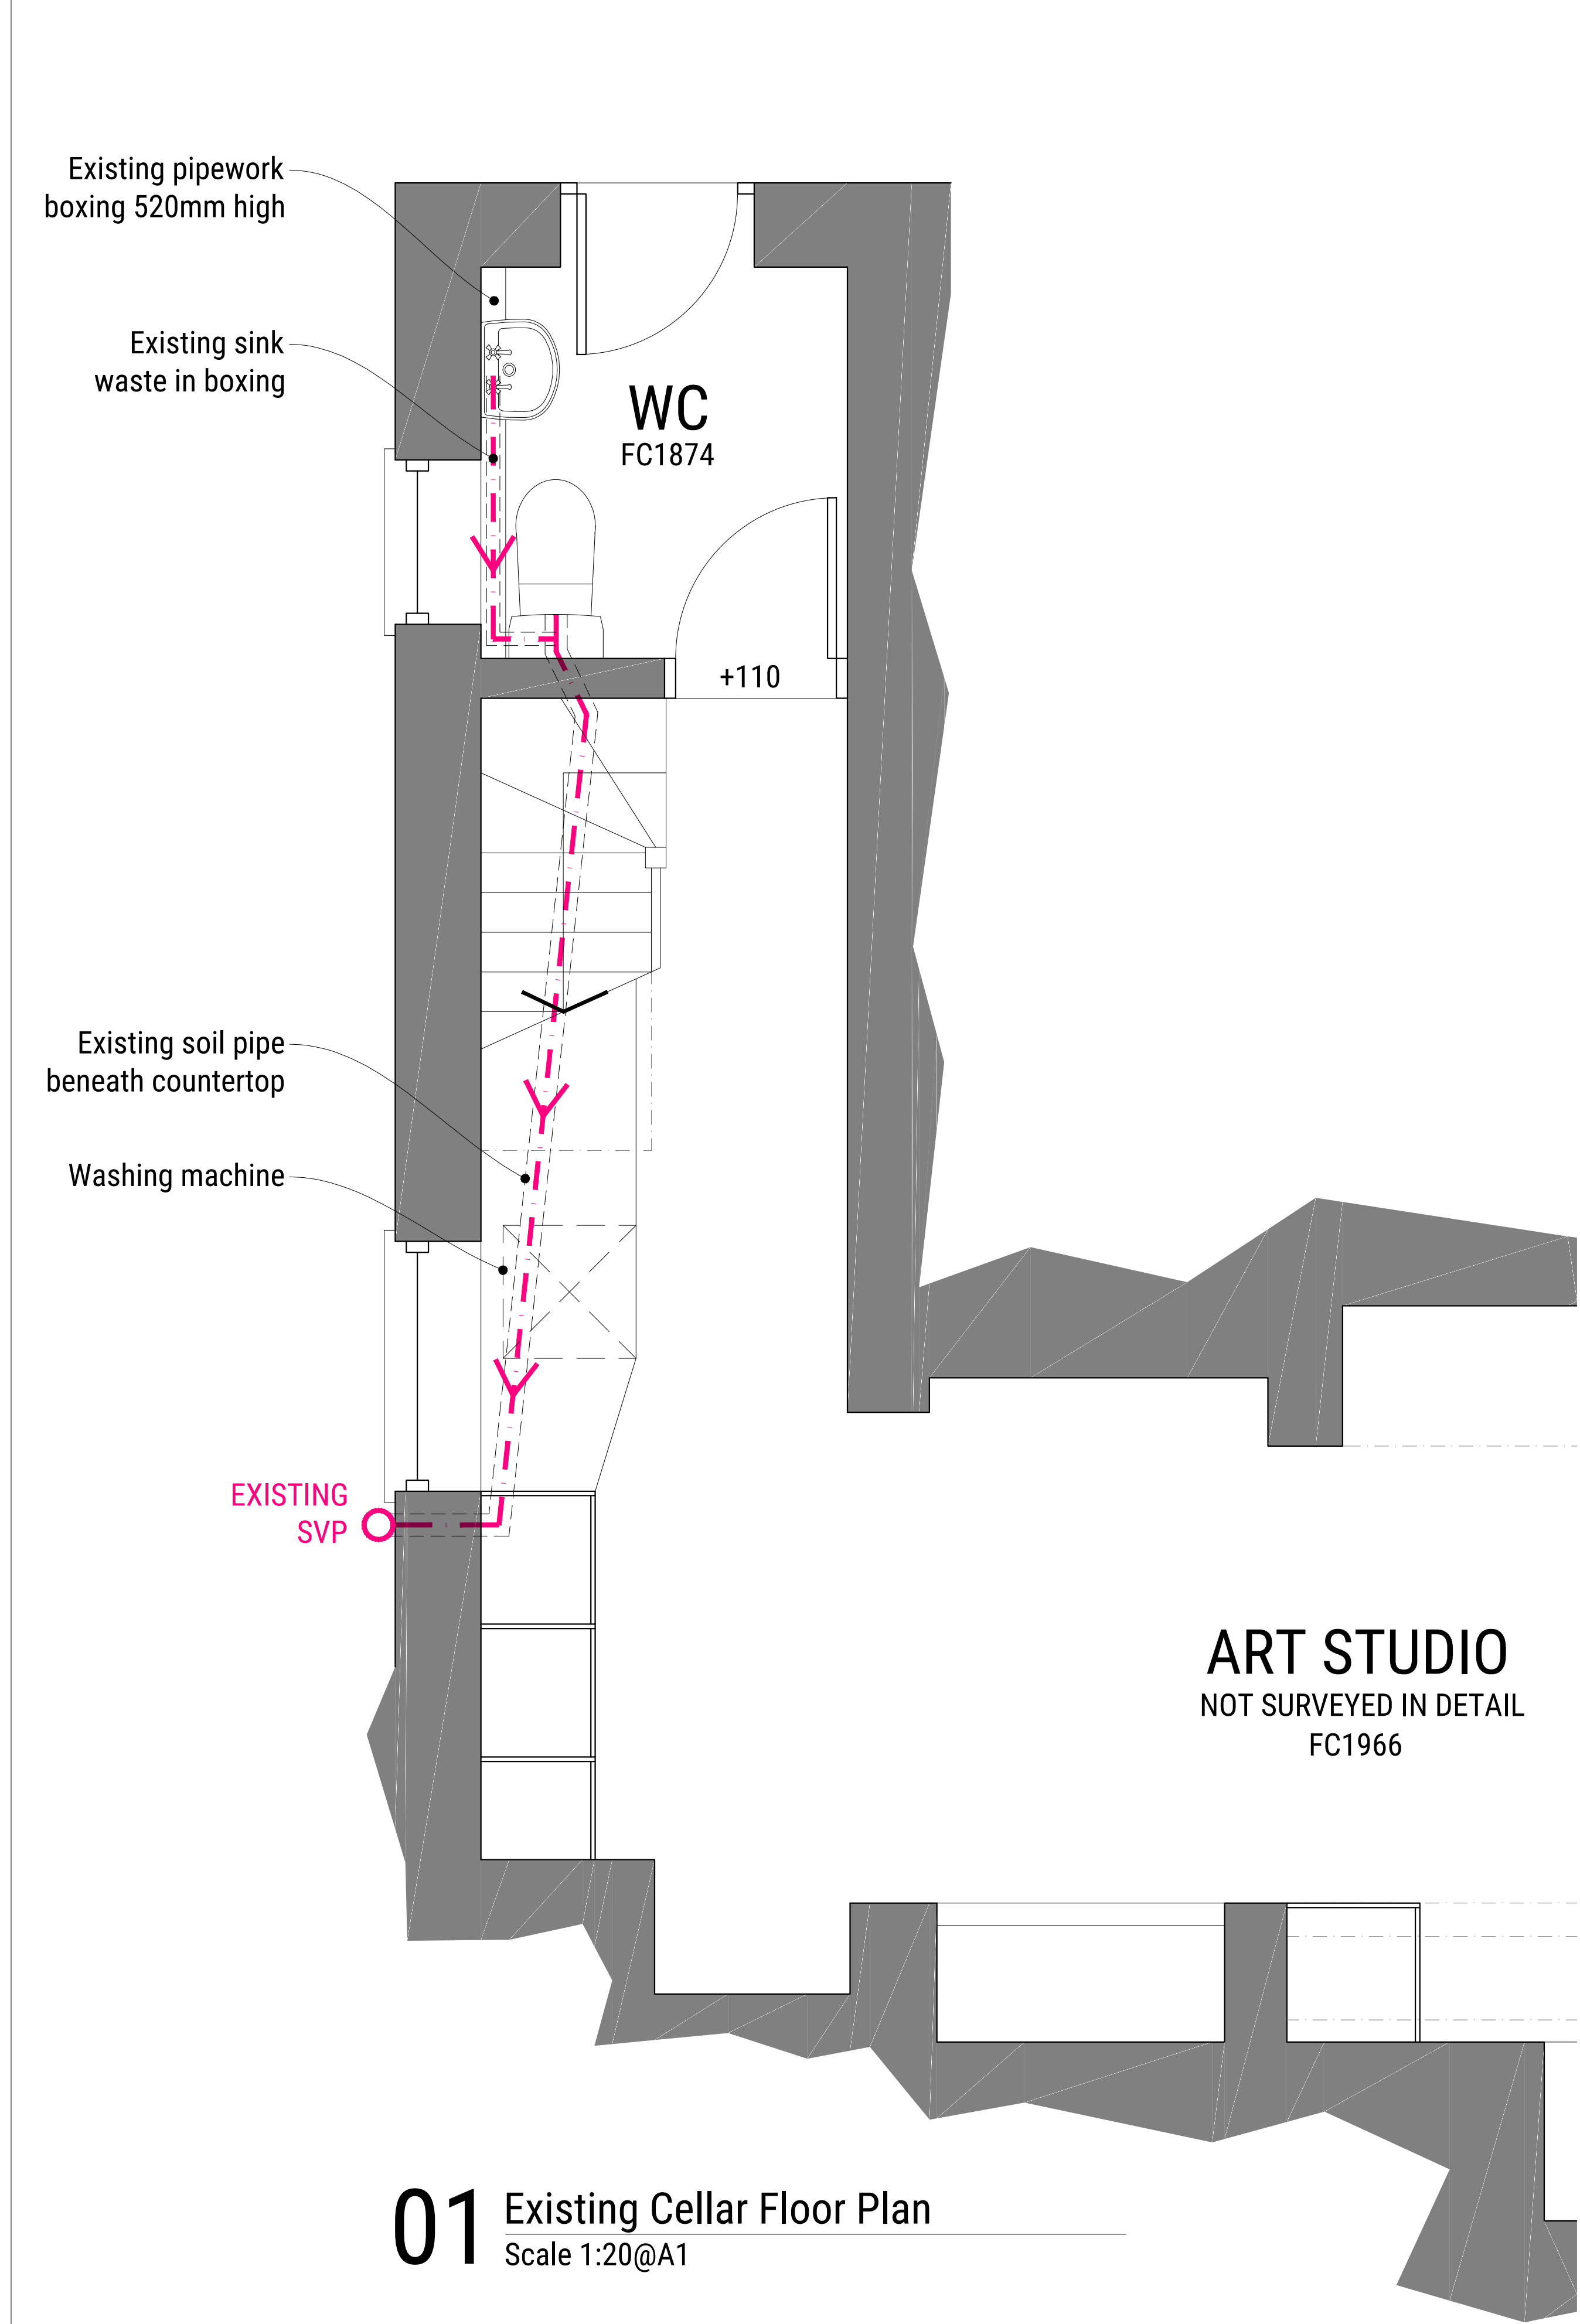 Existing pipework
boxing 520mm high
Existing sink
waste in boxing
WC
FC1874
+110
Existing soil pipe
beneath countertop
Washing machine
EXISTING
SVP
ART STUDIO
NOT SURVEYED IN DETAIL
FC1966
01 Existing Cellar Floor Plan
Scale 1:20@A1